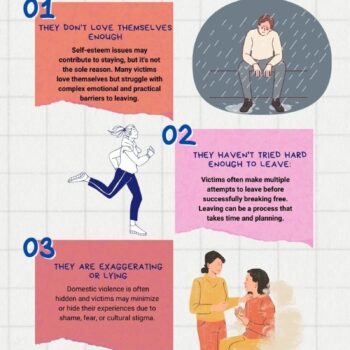 01
THEY DON'T LOVE THEMSELVES
ENOUGH
Self-esteem issues may
contribute to staying, but it's not
the sole reason. Many victims
love themselves but struggle with
complex emotional and practical
barriers to leaving.
02
THEY HAVEN'T TRIED HARD
ENOUGH TO LEAVE:
Victims often make multiple
attempts to leave before
successfully breaking free.
Leaving can be a process that
takes time and planning.
03
THEY ARE EXAGGERATING
OR LYING
Domestic violence is often
hidden and victims may minimize
or hide their experiences due to
shame, fear, or cultural stigma.